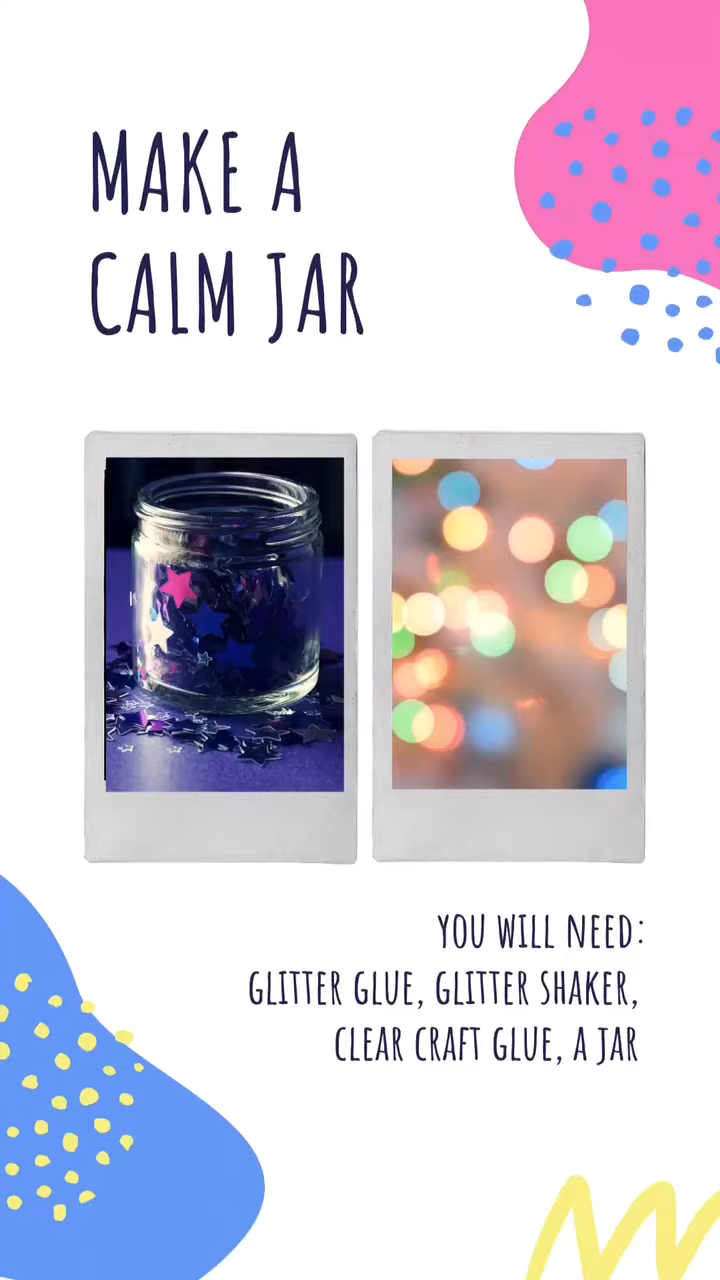 MAKE A
CALM JAR
YOU WILL NEED:
GLITTER GLUE, GLITTER SHAKER,
CLEAR CRAFT GLUE, A JAR